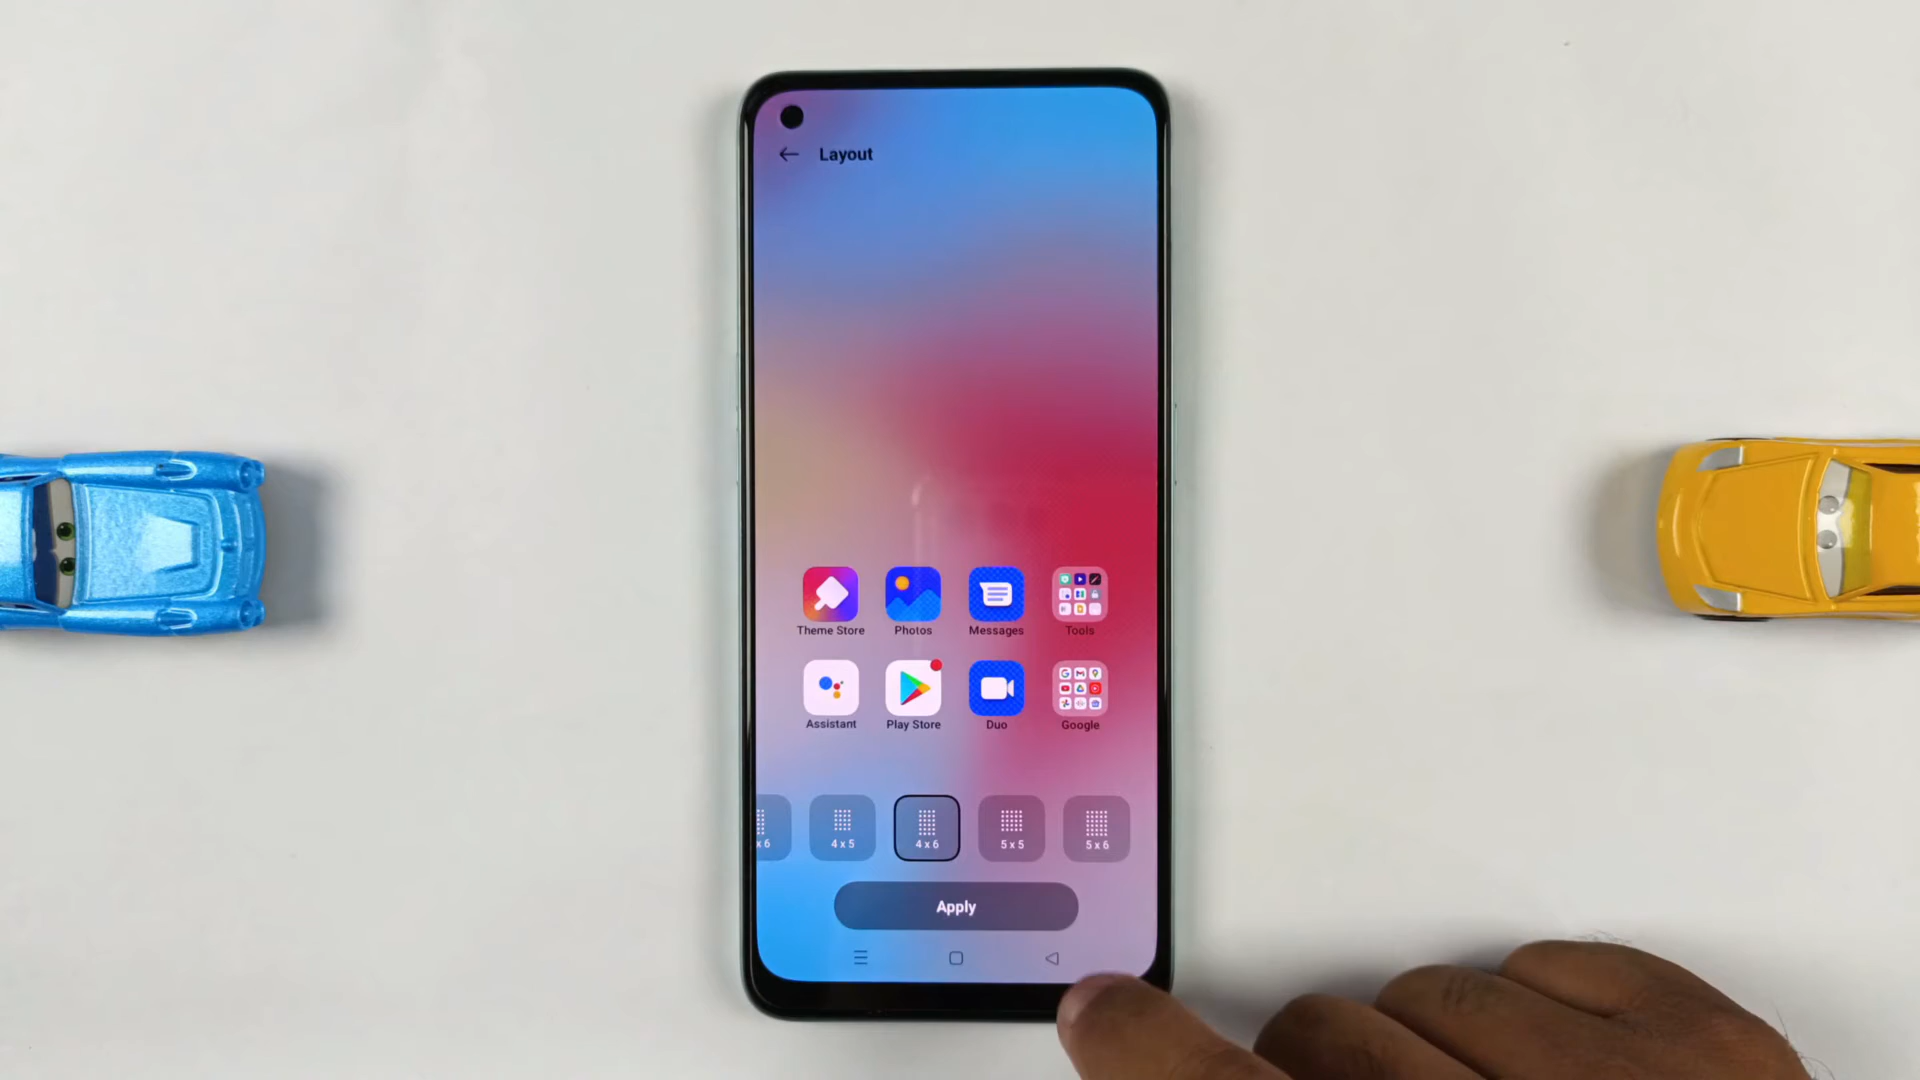 Layout
Theme Store Photos Messages Tools
Assistant Play Store Duo Google
x 6 4 x 5 4 x 6 5 x 5 5 x 6
Apply